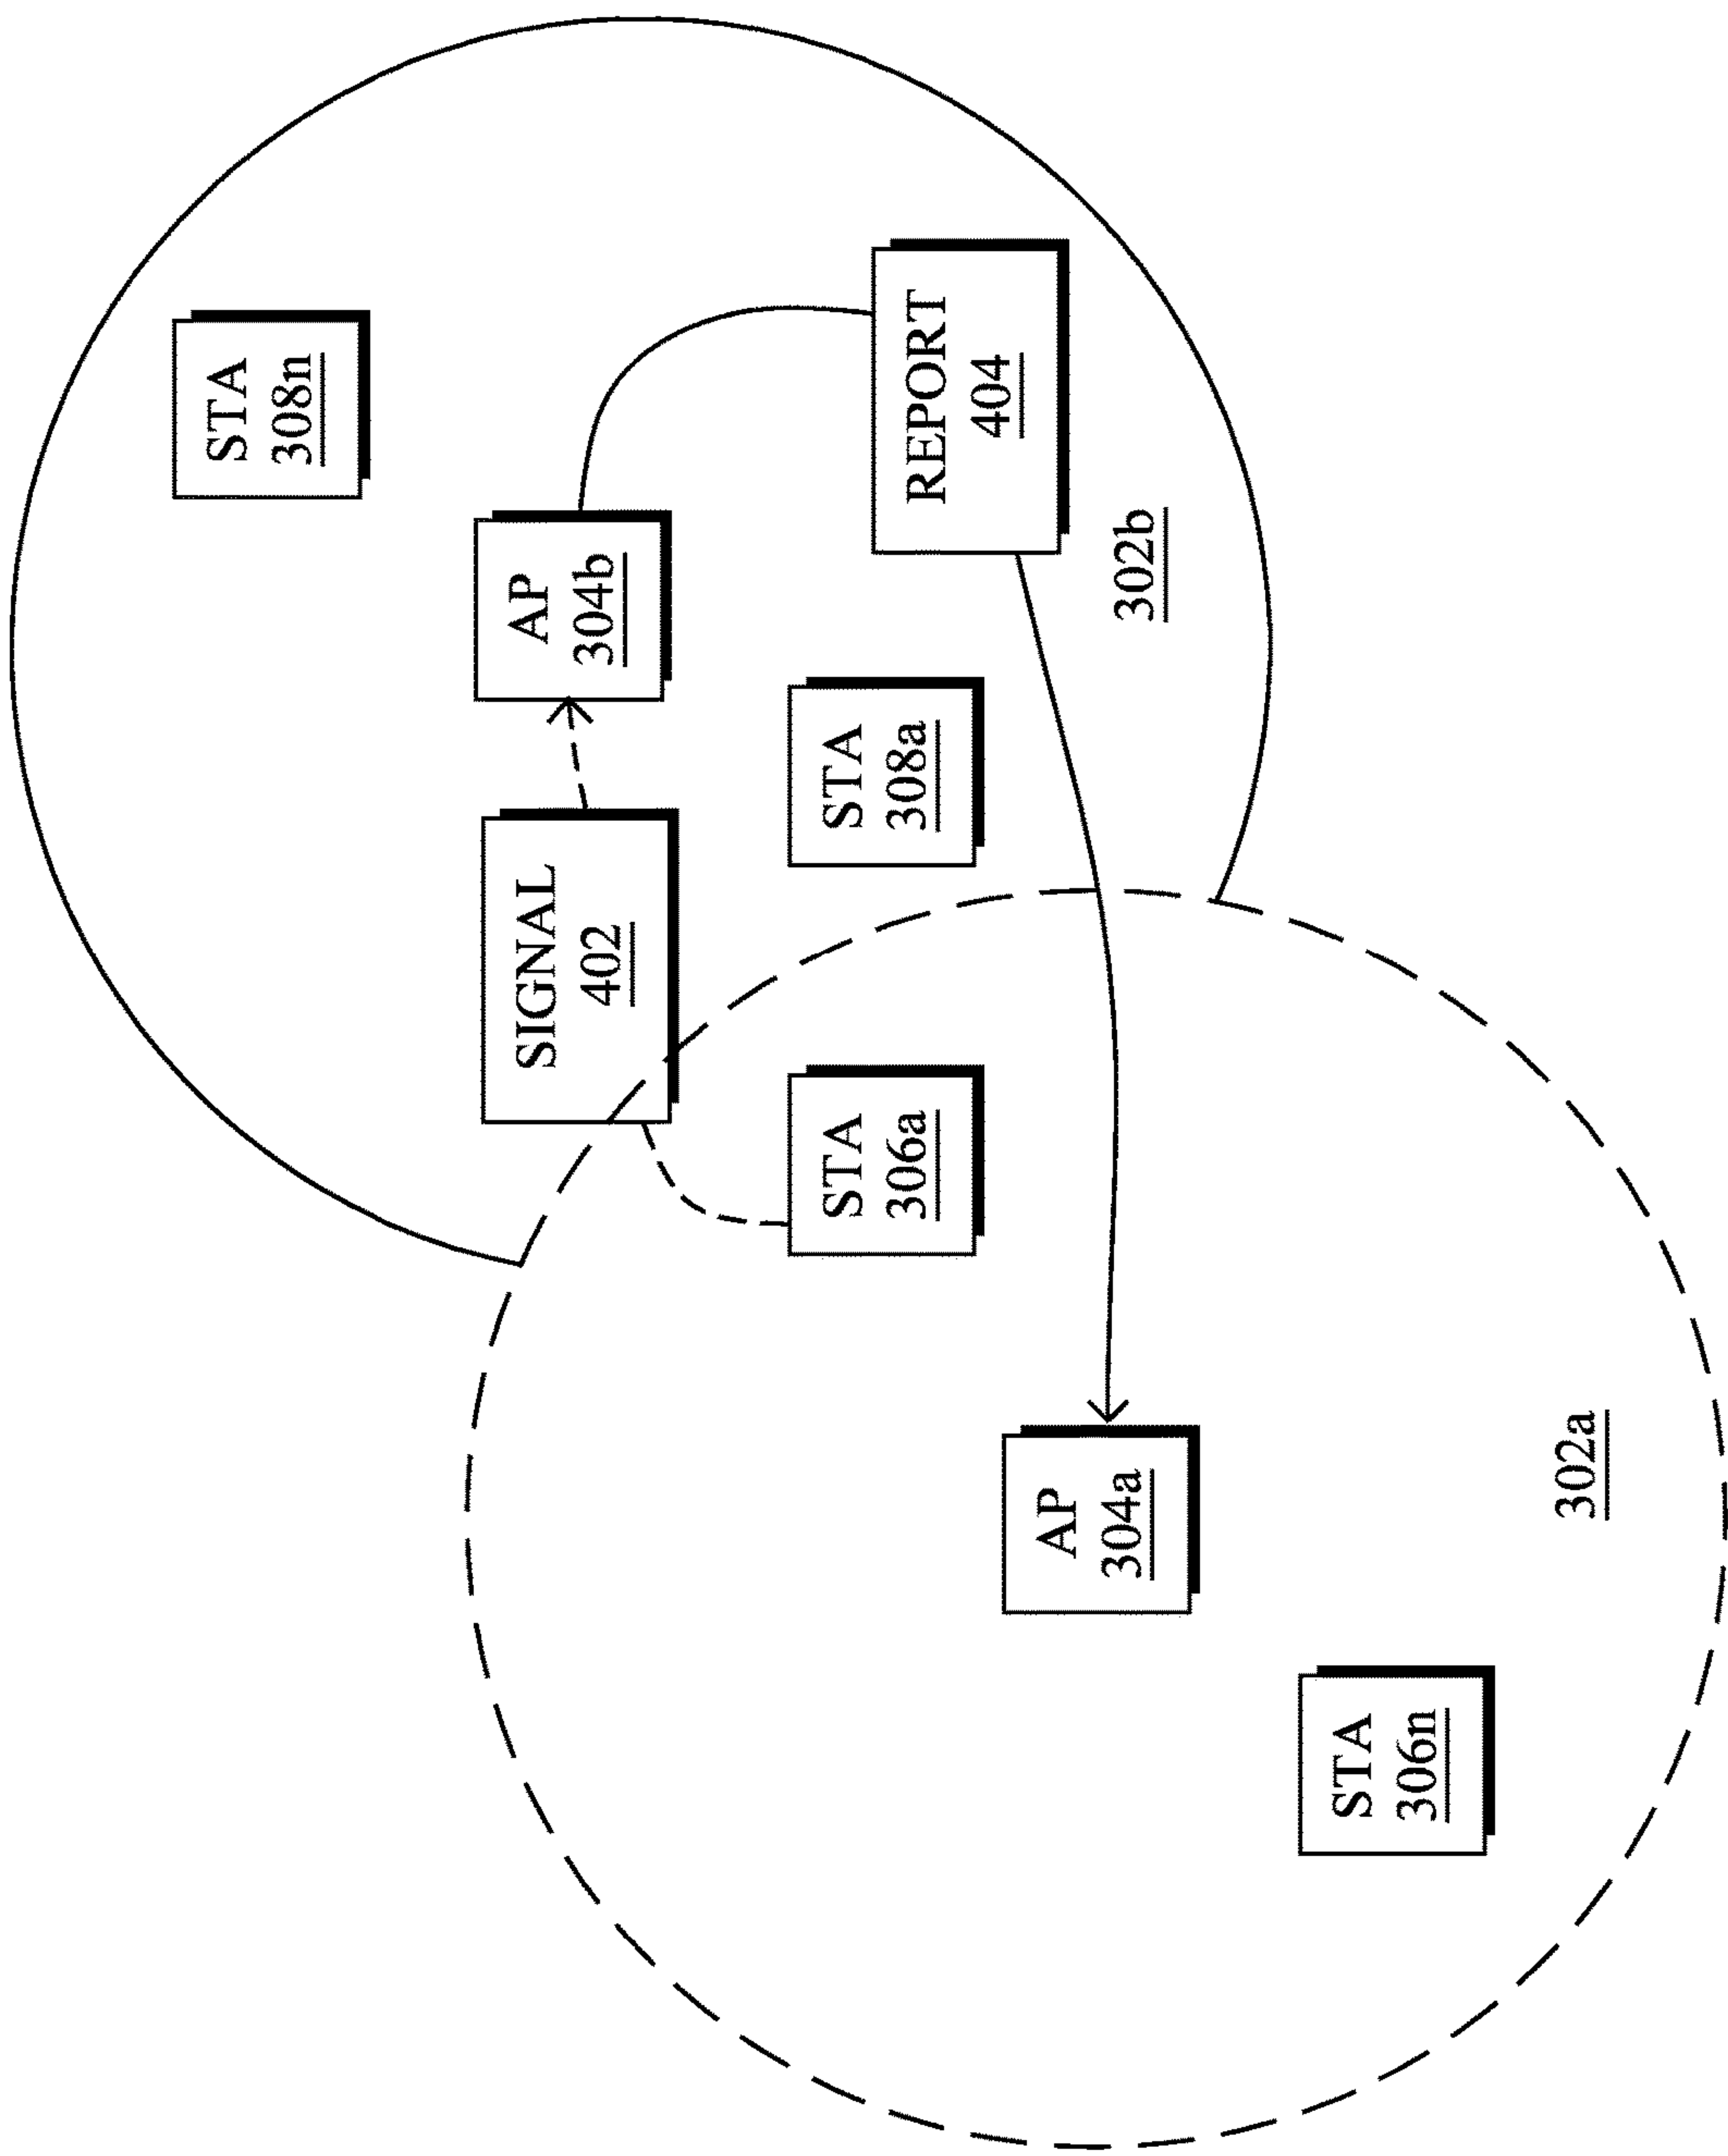 STA
308n
AP
304b
SIGNAL
402
REPORT
404
STA
308a
302b
STA
306a
AP
304a
STA
306n
302a